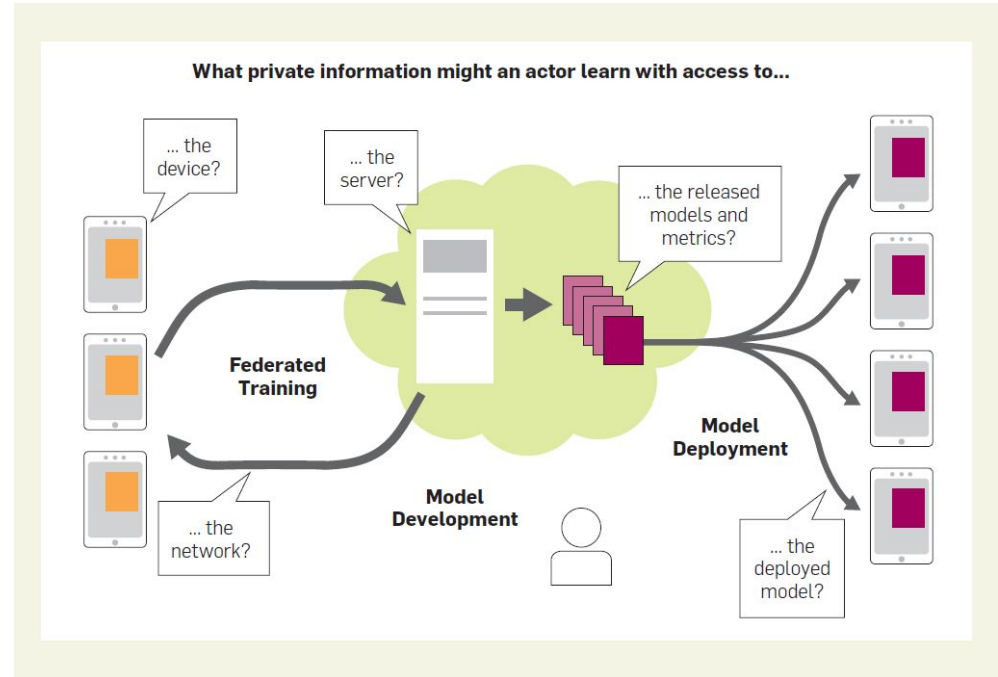 What private information might an actor learn with access to...
... the
device?
... the
server?
... the released
models and
metrics?
Federated
Training
Model
Deployment
Model
Development
... the
network?
... the
deployed
model?